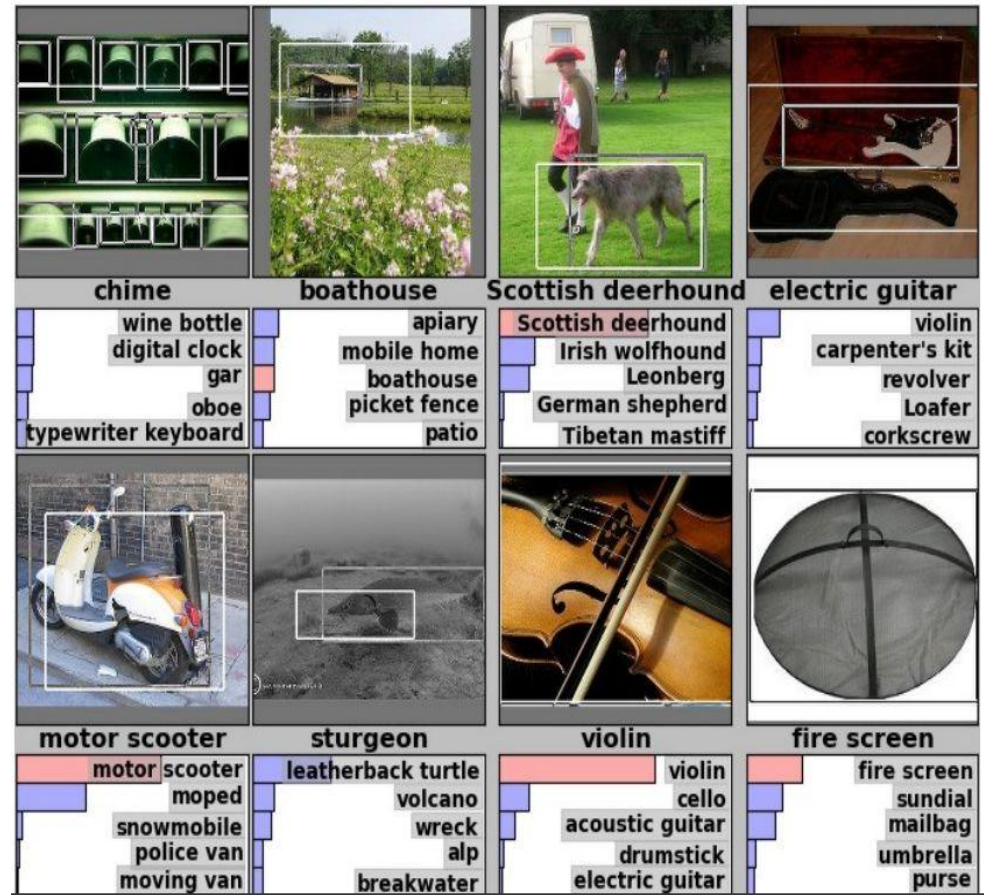 chime
boathouse
Scottish deerhound
electric guitar
wine bottle
digital clock
gar
oboe
typewriter keyboard
apiary
mobile home
boathouse
picket fence
patio
Scottish deerhound
Irish wolfhound
Leonberg
German shepherd
Tibetan mastiff
violin
carpenter's kit
revolver
Loafer
corkscrew
motor scooter
sturgeon
violin
fire screen
motor scooter
moped
snowmobile
police van
moving van
leatherback turtle
volcano
wreck
alp
breakwater
violin
cello
acoustic guitar
drumstick
electric guitar
fire screen
sundial
mailbag
umbrella
purse